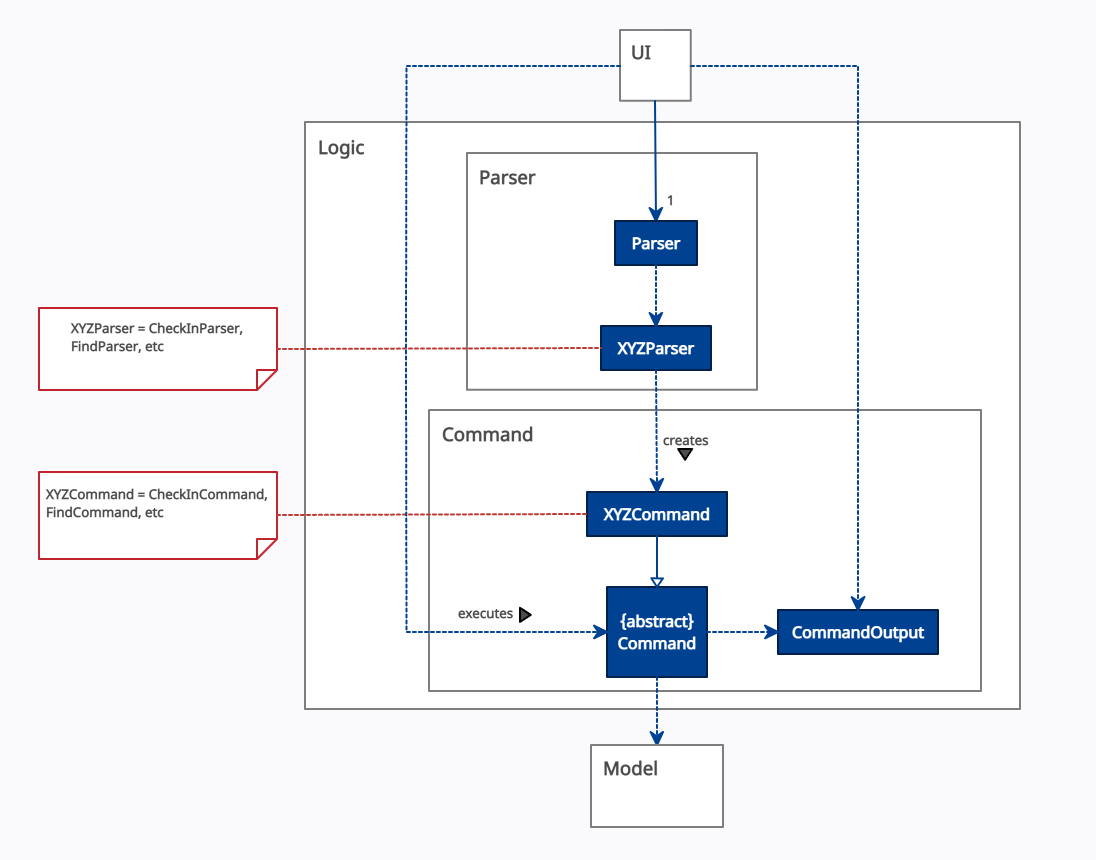 UI
Logic
Parser
1
Parser
XYZParser = CheckInParser,
FindParser, etc
XYZParser
Command
creates
XYZCommand = CheckInCommand,
FindCommand, etc
XYZCommand
executes
{abstract}
Command
CommandOutput
Model